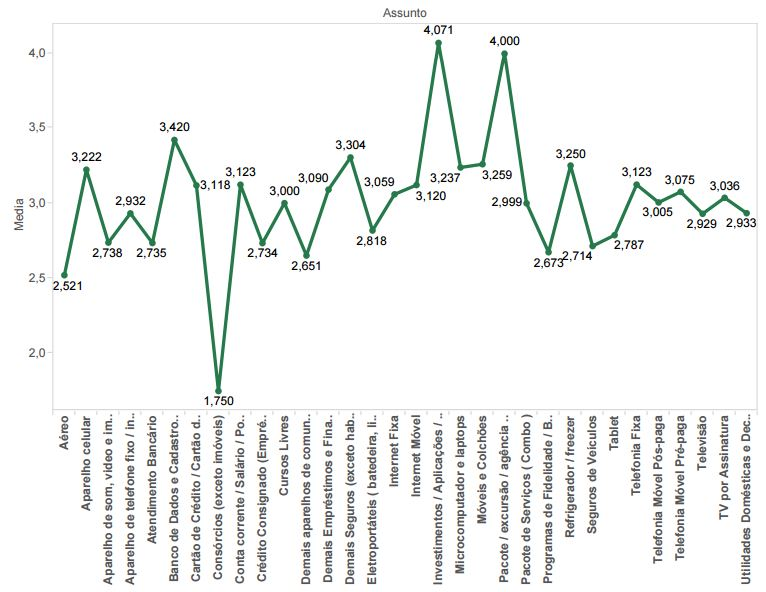 Assunto
4,071
4,000
4,0
3,5
3,420
3,304
3,222
3,250
3,118
3,123
3,090
3,059
3,237
3,259
3,123
3,075
3,036
3,120
2,932
3,000
2,999
3,005
3,0
Media
2,738
2,735
2,734
2,818
2,787
2,929
2,933
2,651
2,673
2,714
2,521
2,5
2,0
1,750
Aéreo
Aparelho celular
Aparelho de som, vídeo e im..
Aparelho de telefone fixo / in..
Atendimento Bancário
Banco de Dados e Cadastro..
Cartão de Crédito / Cartão d..
Consórcios (exceto imóveis)
Conta corrente / Salário / Po..
Crédito Consignado (Empré..
Cursos Livres
Demais aparelhos de comun..
Demais Empréstimos e Fina..
Demais Seguros (exceto hab..
Eletroportáteis ( batedeira, li..
Internet Fixa
Internet Móvel
Investimentos / Aplicações / ..
Microcomputador e laptops
Móveis e Colchões
Pacote / excursão / agência ..
Pacote de Serviços ( Combo )
Programas de Fidelidade / B..
Refrigerador / freezer
Seguros de Veículos
Tablet
Telefonia Fixa
Telefonia Móvel Pós-paga
Telefonia Móvel Pré-paga
Televisão
TV por Assinatura
Utilidades Domésticas e Dec..